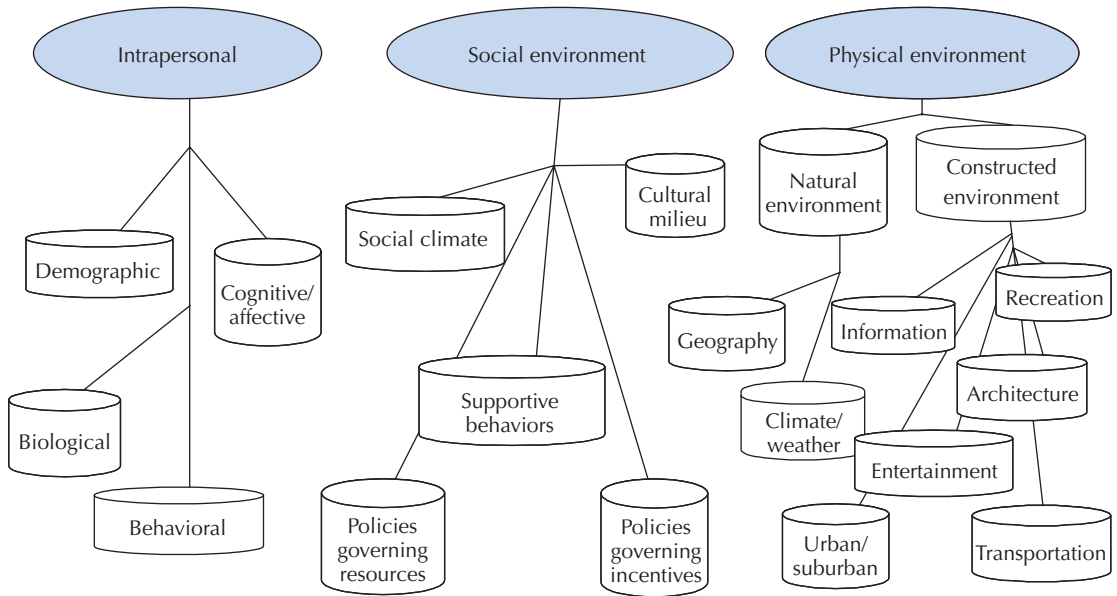 Intrapersonal
Social environment
Physical environment
Natural
environment
Constructed
environment
Cultural
milieu
Social climate
Demographic
Cognitive/
affective
Recreation
Geography
Information
Supportive
behaviors
Architecture
Biological
Climate/
weather
Entertainment
Behavioral
Policies
governing
resources
Policies
governing
incentives
Urban/
suburban
Transportation